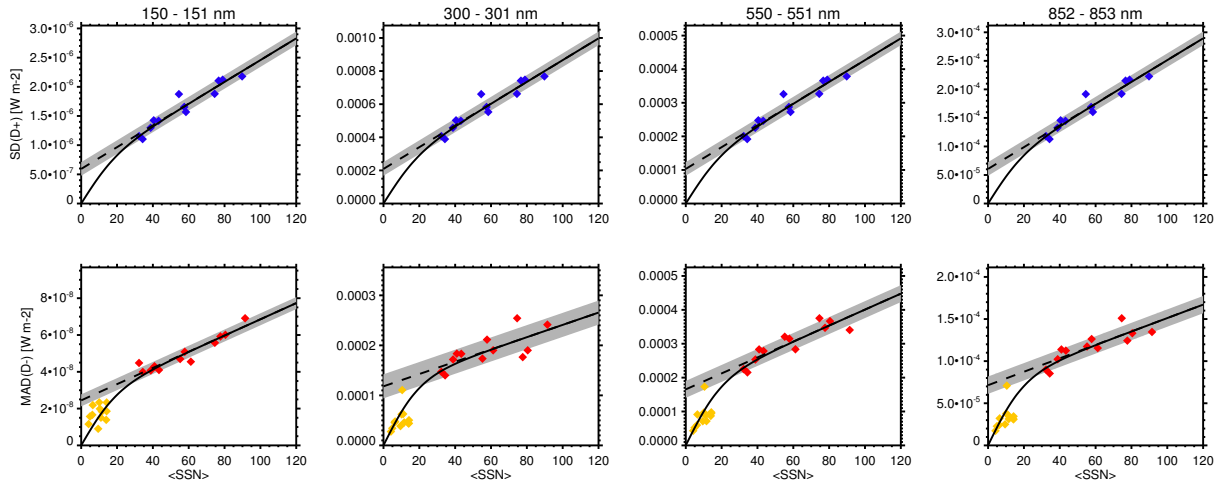 150 - 151 nm
300 - 301 nm
550 - 551 nm
852 - 853 nm
SD(D+) [W m-2]
3.0•10⁻⁶
2.5•10⁻⁶
2.0•10⁻⁶
1.5•10⁻⁶
1.0•10⁻⁶
5.0•10⁻⁷
0
0 20 40 60 80 100 120
0.0010
0.0008
0.0006
0.0004
0.0002
0.0000
0 20 40 60 80 100 120
0.0005
0.0004
0.0003
0.0002
0.0001
0.0000
0 20 40 60 80 100 120
3.0•10⁻⁴
2.5•10⁻⁴
2.0•10⁻⁴
1.5•10⁻⁴
1.0•10⁻⁴
5.0•10⁻⁵
0
0 20 40 60 80 100 120
MAD(D-) [W m-2]
8•10⁻⁸
6•10⁻⁸
4•10⁻⁸
2•10⁻⁸
0
0 20 40 60 80 100 120
<SSN>
0.0003
0.0002
0.0001
0.0000
0 20 40 60 80 100 120
<SSN>
0.0005
0.0004
0.0003
0.0002
0.0001
0.0000
0 20 40 60 80 100 120
<SSN>
2.0•10⁻⁴
1.5•10⁻⁴
1.0•10⁻⁴
5.0•10⁻⁵
0
0 20 40 60 80 100 120
<SSN>